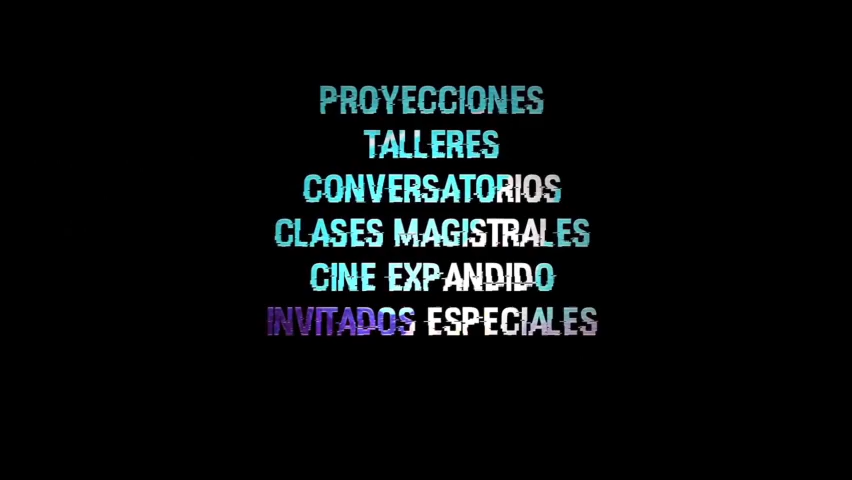 PROYECCIONES
TALLERES
CONVERSATORIOS
CLASES MAGISTRALES
CINE EXPANDIDO
INVITADOS ESPECIALES